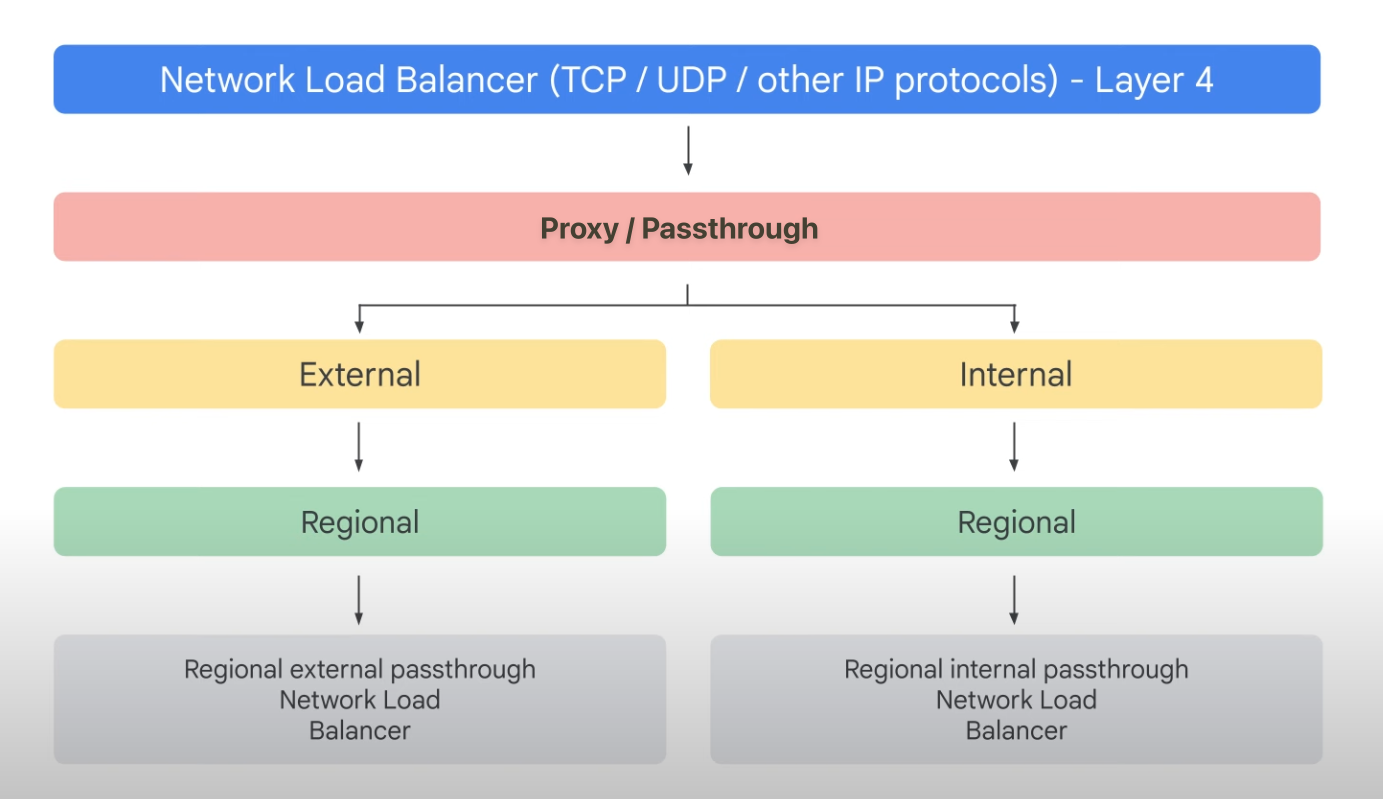 Network Load Balancer (TCP / UDP / other IP protocols) - Layer 4
Proxy / Passthrough
External
Internal
Regional
Regional
Regional external passthrough
Network Load
Balancer
Regional internal passthrough
Network Load
Balancer